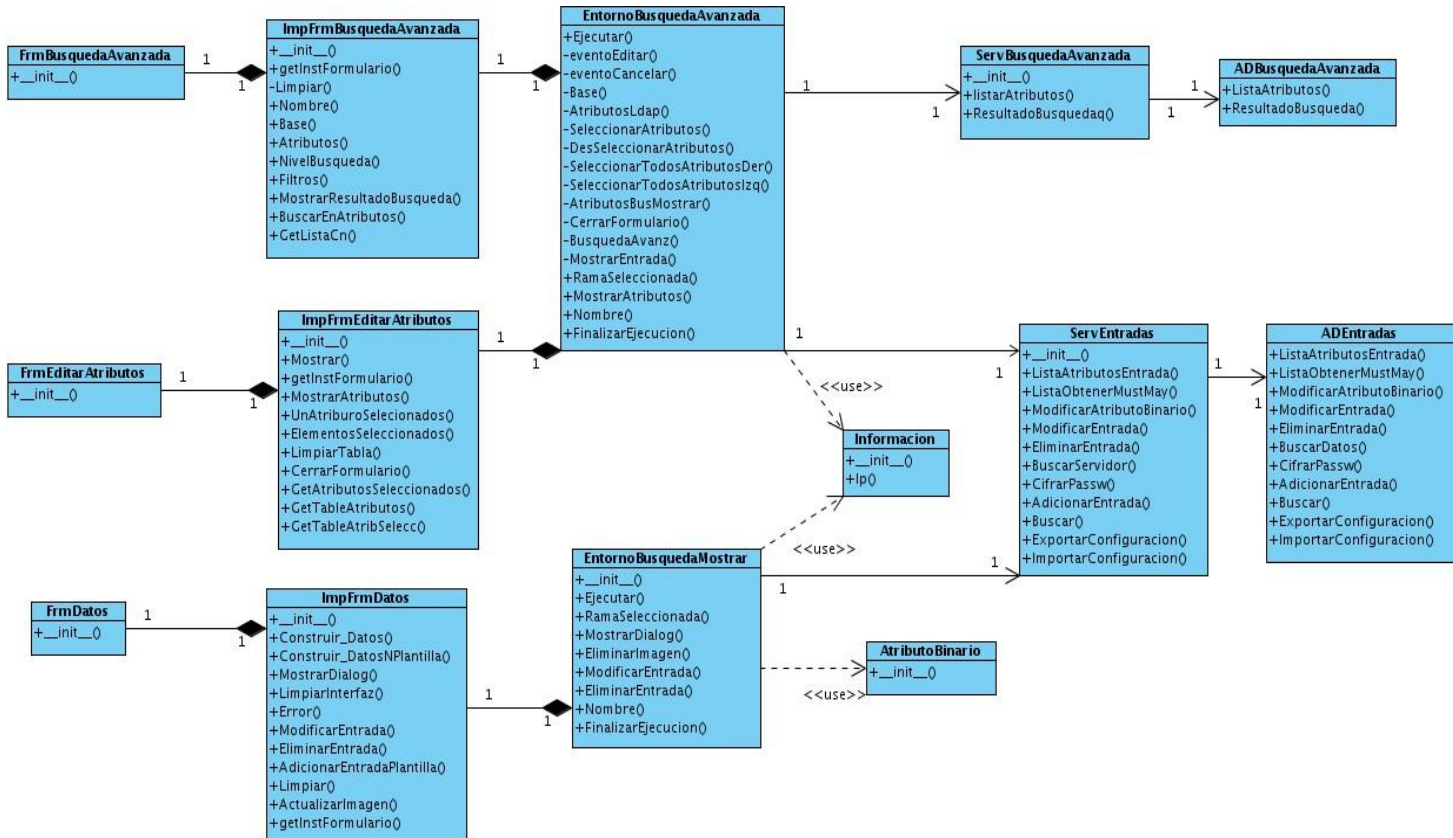 FrmBusquedaAvanzada
+__init__()
1
1
ImpFrmBusquedaAvanzada
+__init__()
+getInstFormulario()
-Limpiar()
+Nombre()
+Base()
+Atributos()
+NivelBusqueda()
+Filtros()
+MostrarResultadoBusqueda()
+BuscarEnAtributos()
+GetListaCn()
1
1
EntornoBusquedaAvanzada
+Ejecutar()
-eventoEditar()
-eventoCancelar()
-Base()
-AtributosLdap()
-SeleccionarAtributos()
-DesSeleccionarAtributos()
-SeleccionarTodosAtributosDer()
-SeleccionarTodosAtributosIzq()
-AtributosBusMostrar()
-CerrarFormulario()
-BusquedaAvanz()
-MostrarEntrada()
+RamaSeleccionada()
+MostrarAtributos()
+Nombre()
+FinalizarEjecucion()
1
1
ServBusquedaAvanzada
+__init__()
+listarAtributos()
+ResultadoBusquedaq()
1
1
ADBusquedaAvanzada
+ListaAtributos()
+ResultadoBusqueda()
FrmEditarAtributos
+__init__()
1
1
ImpFrmEditarAtributos
+__init__()
+Mostrar()
+getInstFormulario()
+MostrarAtributos()
+UnAtriburoSelecionados()
+ElementosSeleccionados()
+LimpiarTabla()
+CerrarFormulario()
+GetAtributosSeleccionados()
+GetTableAtributos()
+GetTableAtribSelecc()
1
1
1
1
<<use>>
Informacion
+__init__()
+Ip()
<<use>>
ServEntradas
+__init__()
+ListaAtributosEntrada()
+ListaObtenerMustMay()
+ModificarAtributoBinario()
+ModificarEntrada()
+EliminarEntrada()
+BuscarServidor()
+CifrarPassw()
+AdicionarEntrada()
+Buscar()
+ExportarConfiguracion()
+ImportarConfiguracion()
1
1
ADEntradas
+ListaAtributosEntrada()
+ListaObtenerMustMay()
+ModificarAtributoBinario()
+ModificarEntrada()
+EliminarEntrada()
+BuscarDatos()
+CifrarPassw()
+AdicionarEntrada()
+Buscar()
+ExportarConfiguracion()
+ImportarConfiguracion()
FrmDatos
+__init__()
1
1
ImpFrmDatos
+__init__()
+Construir_Datos()
+Construir_DatosNPlantilla()
+MostrarDialog()
+LimpiarInterfaz()
+Error()
+ModificarEntrada()
+EliminarEntrada()
+AdicionarEntradaPlantilla()
+Limpiar()
+ActualizarImagen()
+getInstFormulario()
1
1
EntornoBusquedaMostrar
+__init__()
+Ejecutar()
+RamaSeleccionada()
+MostrarDialog()
+EliminarImagen()
+ModificarEntrada()
+EliminarEntrada()
+Nombre()
+FinalizarEjecucion()
1
1
<<use>>
AtributoBinario
+__init__()